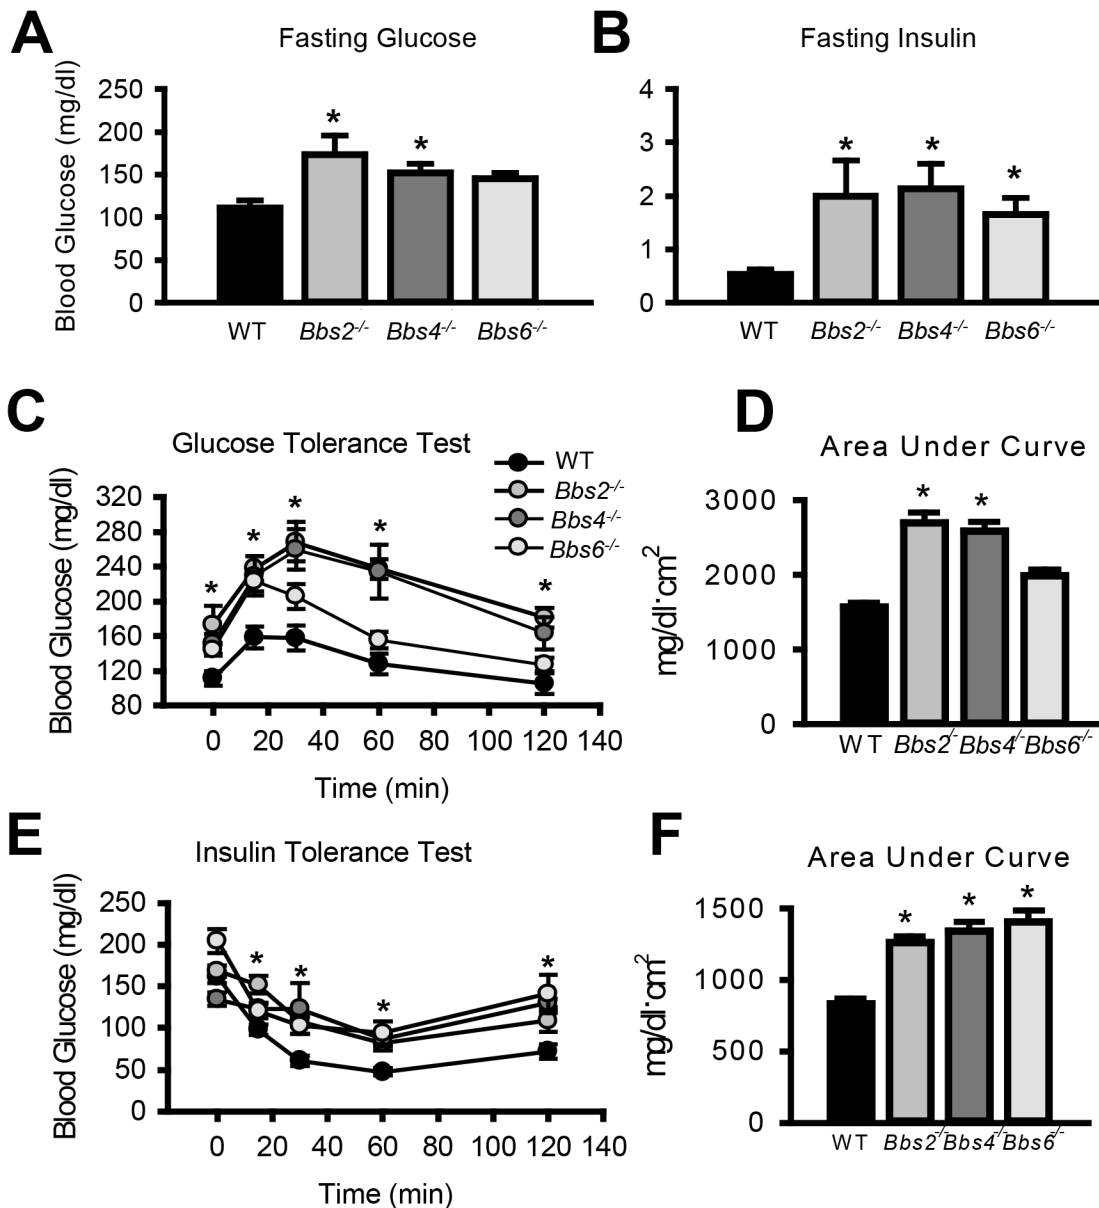 A
Fasting Glucose
Blood Glucose (mg/dl)
250
200
150
100
50
0
*
*
WT
Bbs2-/-
Bbs4-/-
Bbs6-/-
B
Fasting Insulin
4
3
2
1
0
*
*
*
WT
Bbs2-/-
Bbs4-/-
Bbs6-/-
C
Glucose Tolerance Test
WT
Bbs2-/-
Bbs4-/-
Bbs6-/-
Blood Glucose (mg/dl)
320
280
240
200
160
120
80
*
*
*
*
*
0 20 40 60 80 100 120 140
Time (min)
D
Area Under Curve
mg/dl·cm2
3000
2000
1000
0
*
*
WT Bbs2-/- Bbs4-/- Bbs6-/-
E
Insulin Tolerance Test
Blood Glucose (mg/dl)
250
200
150
100
50
0
*
*
*
*
0 20 40 60 80 100 120 140
Time (min)
F
Area Under Curve
mg/dl·cm2
1500
1000
500
0
*
*
*
WT Bbs2-/- Bbs4-/- Bbs6-/-